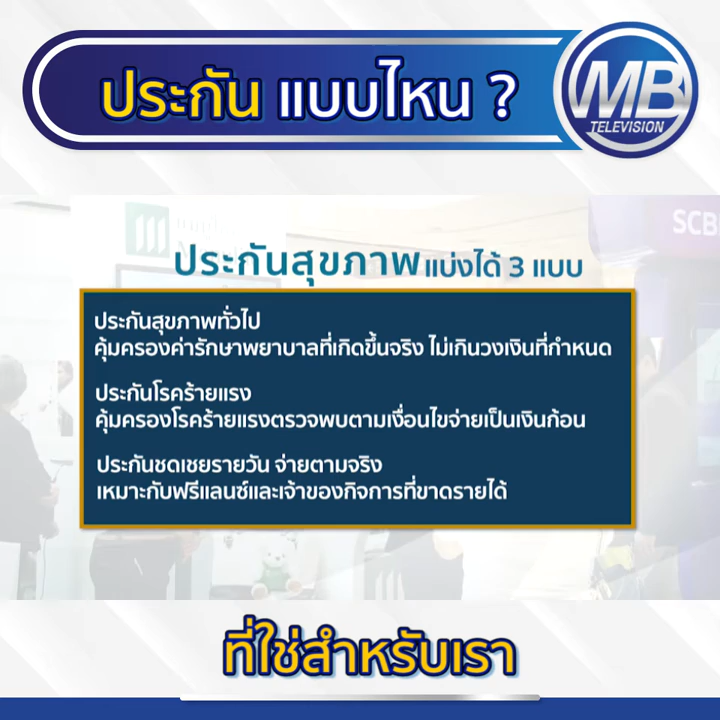 ประกัน แบบไหน ?
MB
TELEVISION
SCB
ประกันสุขภาพแบ่งได้ 3 แบบ
ประกันสุขภาพทั่วไป
คุ้มครองค่ารักษาพยาบาลที่เกิดขึ้นจริง ไม่เกินวงเงินที่กำหนด
ประกันโรคร้ายแรง
คุ้มครองโรคร้ายแรงตรวจพบตามเงื่อนไขจ่ายเป็นเงินก้อน
ประกันชดเชยรายวัน จ่ายตามจริง
เหมาะกับฟรีแลนซ์และเจ้าของกิจการที่ขาดรายได้
ที่ใช่สำหรับเรา